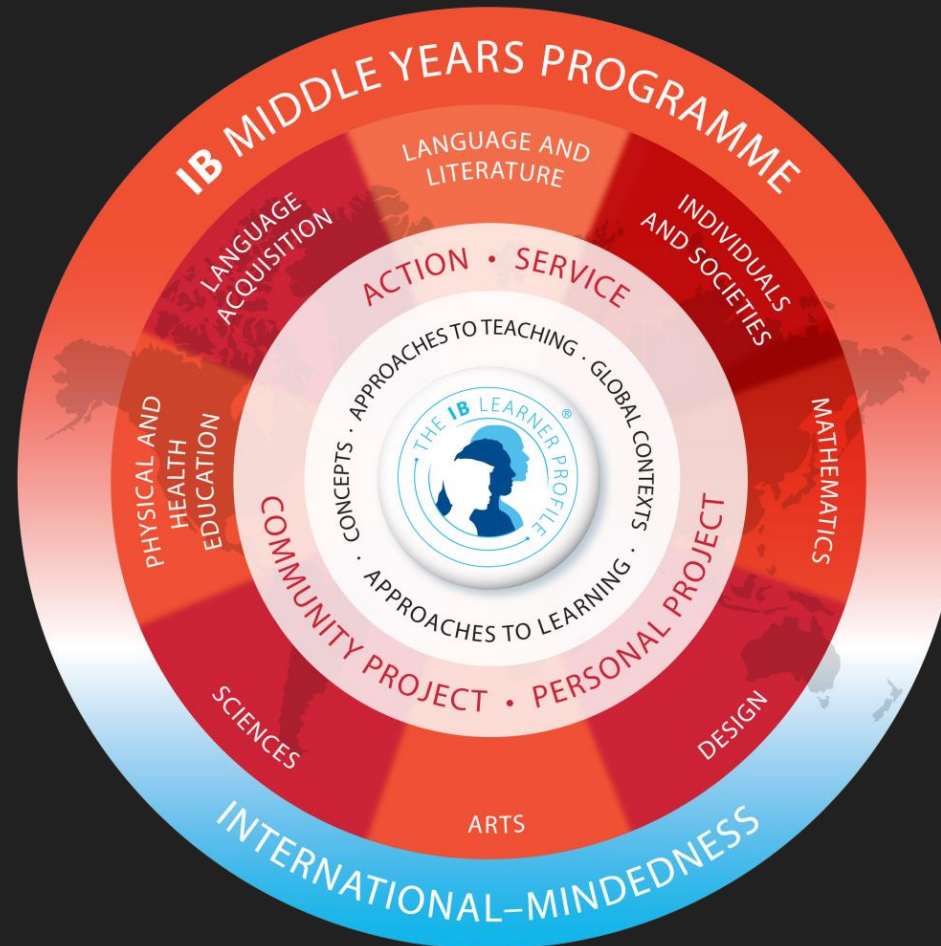 IB MIDDLE YEARS PROGRAMME
LANGUAGE AND
LITERATURE
INDIVIDUALS
AND SOCIETIES
MATHEMATICS
DESIGN
ARTS
SCIENCES
PHYSICAL AND
HEALTH
EDUCATION
LANGUAGE
ACQUISITION
ACTION · SERVICE
COMMUNITY PROJECT · PERSONAL PROJECT
· CONCEPTS · APPROACHES TO TEACHING · GLOBAL CONTEXTS ·
APPROACHES TO LEARNING
· THE IB LEARNER PROFILE · ®
INTERNATIONAL–MINDEDNESS